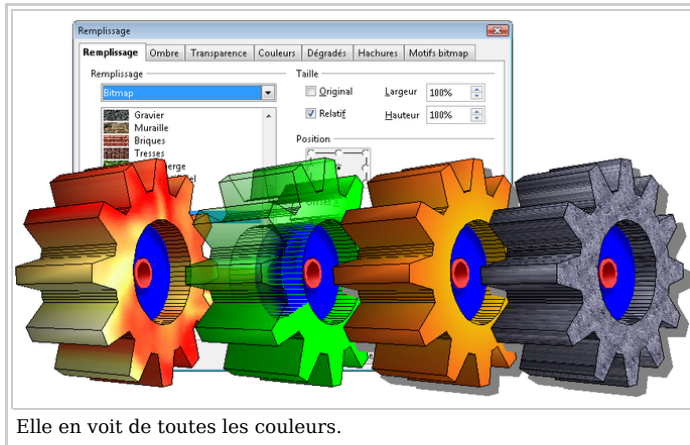 Remplissage
Remplissage Ombre Transparence Couleurs Dégradés Hachures Motifs bitmap
Remplissage
Taille
Bitmap
Original
Largeur 100%
Relatif
Hauteur 100%
Gravier
Muraille
Briques
Tresses
Position
Elle en voit de toutes les couleurs.